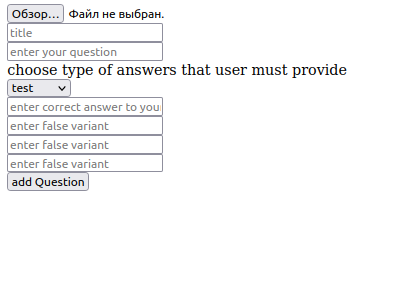 Обзор... Файл не выбран.
title
enter your question
choose type of answers that user must provide
test
enter correct answer to your
enter false variant
enter false variant
enter false variant
add Question